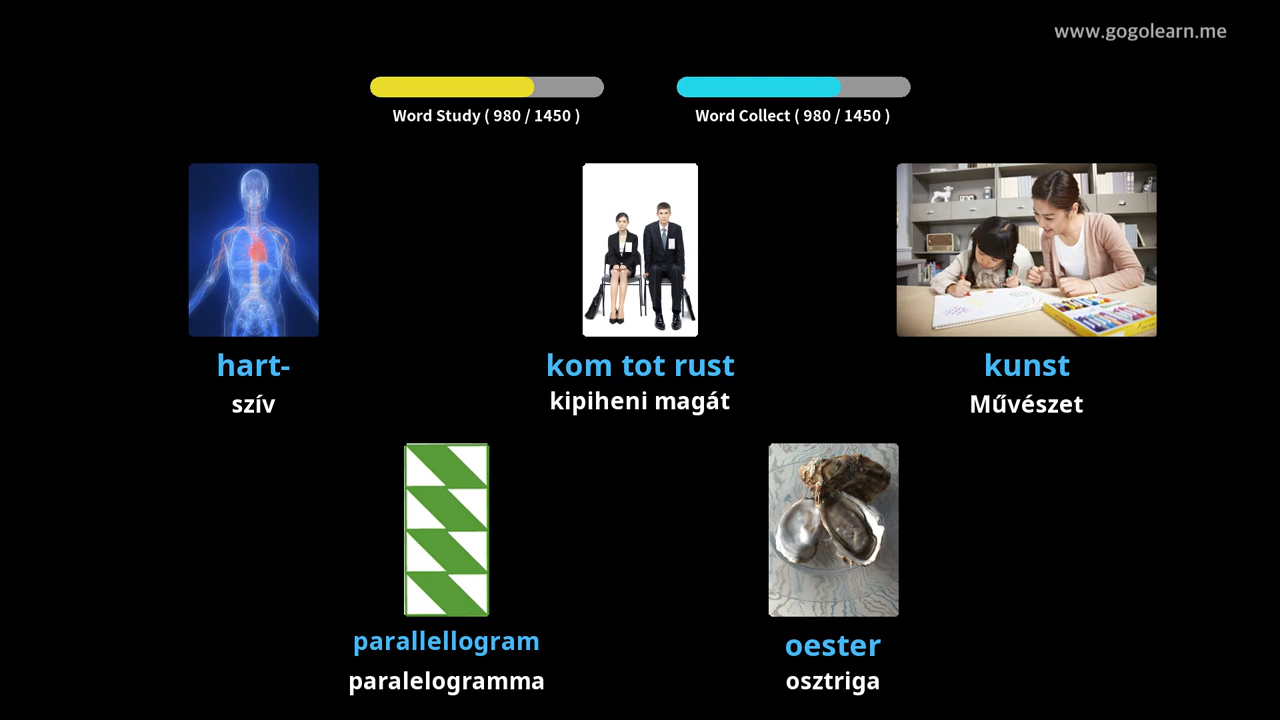 www.gogolearn.me
Word Study ( 980 / 1450 )
Word Collect ( 980 / 1450 )
hart-
szív
kom tot rust
kipiheni magát
kunst
Művészet
parallellogram
paralelogramma
oester
osztriga